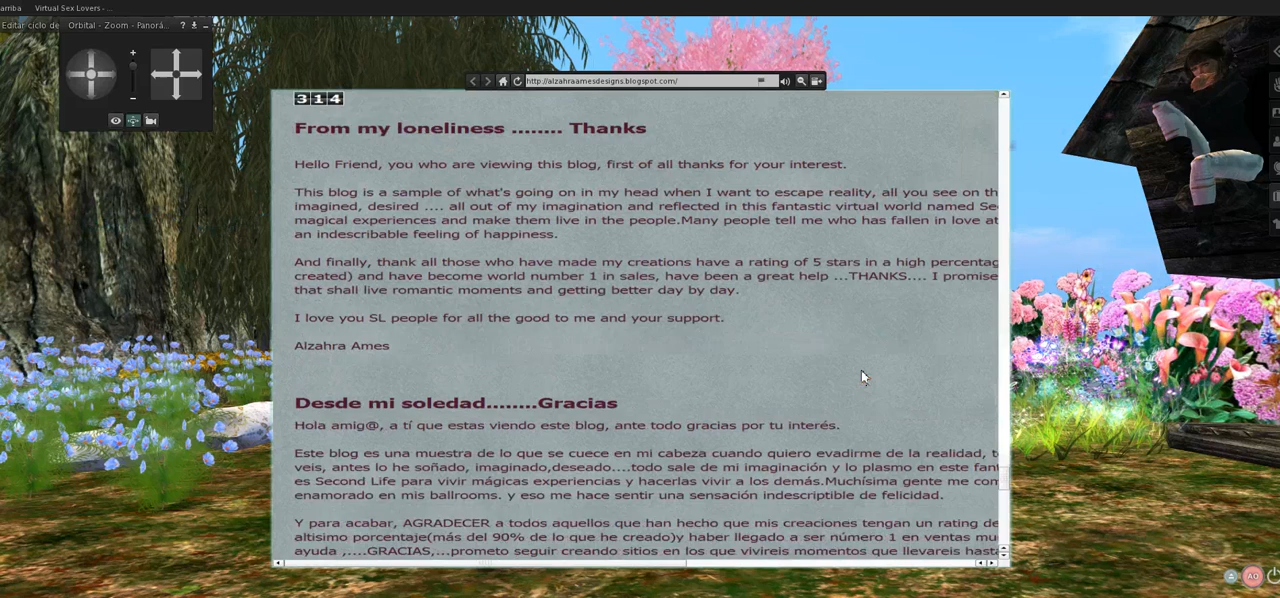 arriba Virtual Sex Lovers - ...
Editar ciclo de Orbital - Zoom - Panorá... ?
http://alzahraamesdesigns.blogspot.com/
314
From my loneliness ........ Thanks
Hello Friend, you who are viewing this blog, first of all thanks for your interest.
This blog is a sample of what's going on in my head when I want to escape reality, all you see on th
imagined, desired .... all out of my imagination and reflected in this fantastic virtual world named Se
magical experiences and make them live in the people.Many people tell me who has fallen in love at
an indescribable feeling of happiness.
And finally, thank all those who have made my creations have a rating of 5 stars in a high percentag
created) and have become world number 1 in sales, have been a great help ...THANKS.... I promise
that shall live romantic moments and getting better day by day.
I love you SL people for all the good to me and your support.
Alzahra Ames
Desde mi soledad........Gracias
Hola amig@, a tí que estas viendo este blog, ante todo gracias por tu interés.
Este blog es una muestra de lo que se cuece en mi cabeza cuando quiero evadirme de la realidad, t
veis, antes lo he soñado, imaginado,deseado....todo sale de mi imaginación y lo plasmo en este fan
es Second Life para vivir mágicas experiencias y hacerlas vivir a los demás.Muchísima gente me con
enamorado en mis ballrooms. y eso me hace sentir una sensación indescriptible de felicidad.
Y para acabar, AGRADECER a todos aquellos que han hecho que mis creaciones tengan un rating de
altisimo porcentaje(más del 90% de lo que he creado)y haber llegado a ser número 1 en ventas mu
ayuda ,....GRACIAS,...prometo seguir creando sitios en los que vivireis momentos que llevareis hasta
AO